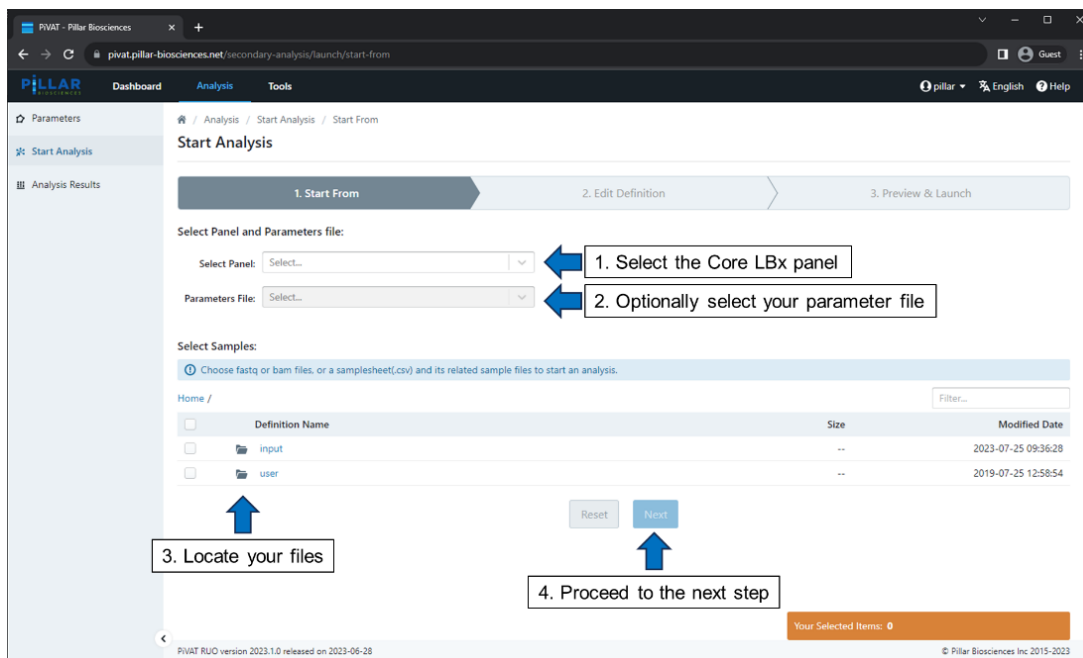 PiVAT - Pillar Biosciences
pivat.pillar-biosciences.net/secondary-analysis/launch/start-from
Guest
PILLAR
BIOSCIENCES
Dashboard Analysis Tools
pillar English Help
Parameters
Start Analysis
Analysis Results
/ Analysis / Start Analysis / Start From
Start Analysis
1. Start From 2. Edit Definition 3. Preview & Launch
Select Panel and Parameters file:
Select Panel: Select...
1. Select the Core LBx panel
Parameters File: Select...
2. Optionally select your parameter file
Select Samples:
Choose fastq or bam files, or a samplesheet(.csv) and its related sample files to start an analysis.
Home / Filter...
Definition Name Size Modified Date
input -- 2023-07-25 09:36:28
user -- 2019-07-25 12:58:54
Reset Next
3. Locate your files
4. Proceed to the next step
Your Selected Items: 0
PiVAT RUO version 2023.1.0 released on 2023-06-28 © Pillar Biosciences Inc 2015-2023